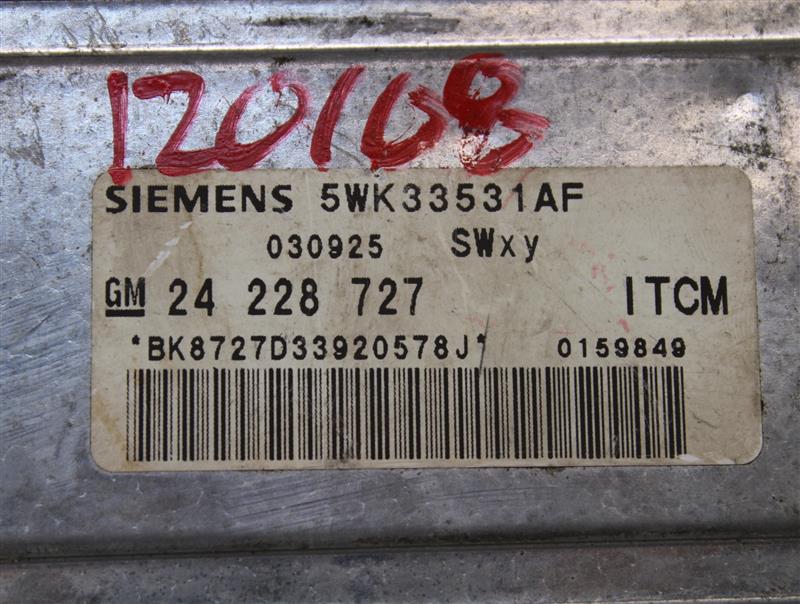 120108
SIEMENS 5WK33531AF
030925 SWxy
GM 24 228 727 ITCM
*BK8727D33920578J* 0159849